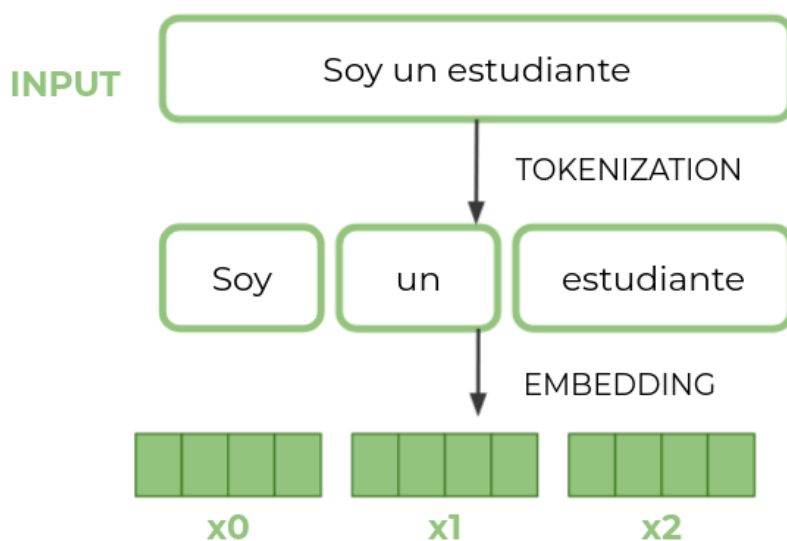 INPUT
Soy un estudiante
TOKENIZATION
Soy
un
estudiante
EMBEDDING
x0
x1
x2